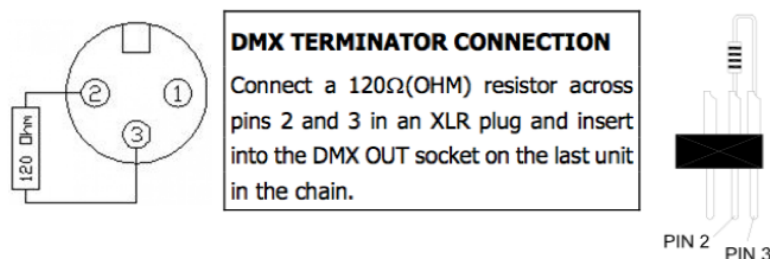 DMX TERMINATOR CONNECTION
Connect a 120Ω(OHM) resistor across
pins 2 and 3 in an XLR plug and insert
into the DMX OUT socket on the last unit
in the chain.
2
1
3
120 Ohm
PIN 2
PIN 3